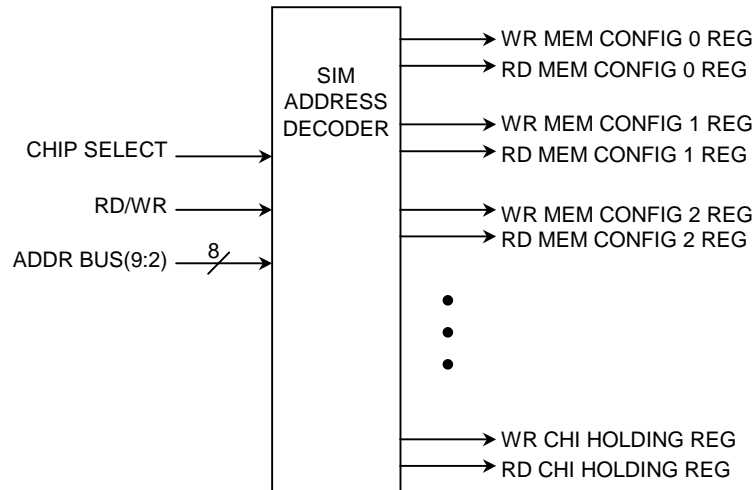 WR MEM CONFIG 0 REG
RD MEM CONFIG 0 REG
SIM
ADDRESS
DECODER
WR MEM CONFIG 1 REG
RD MEM CONFIG 1 REG
CHIP SELECT
RD/WR
WR MEM CONFIG 2 REG
RD MEM CONFIG 2 REG
ADDR BUS(9:2)
8
WR CHI HOLDING REG
RD CHI HOLDING REG